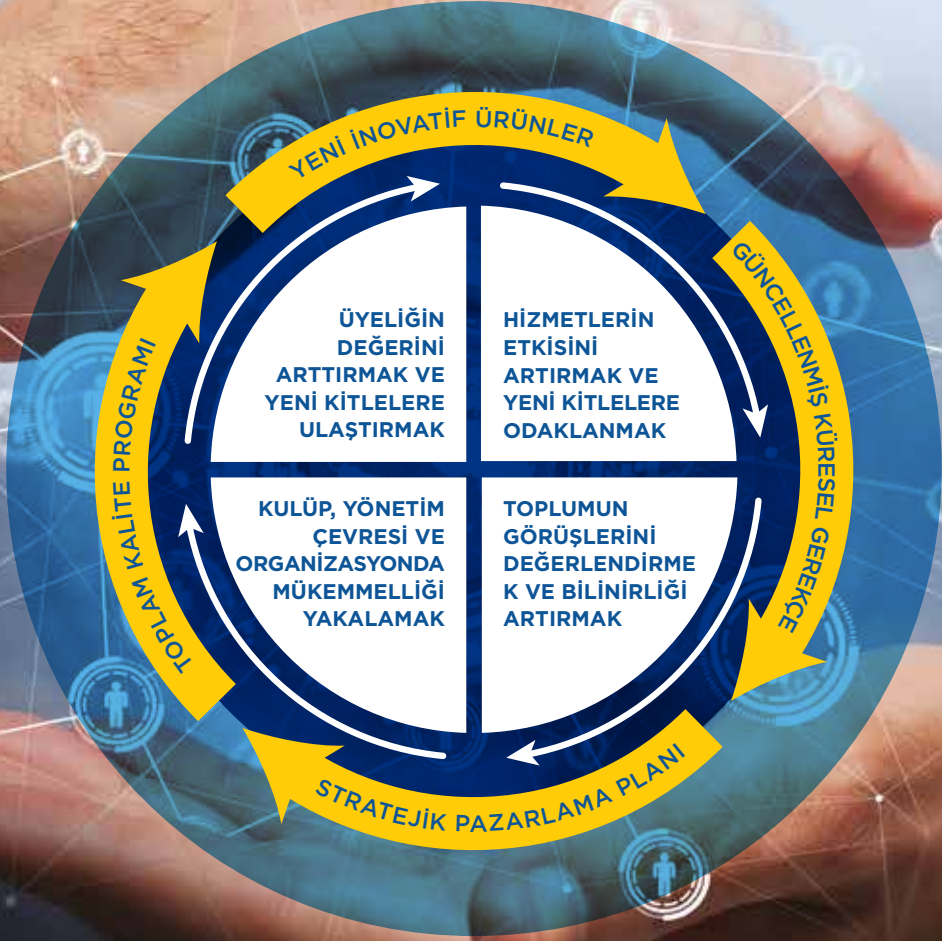 YENİ İNOVATİF ÜRÜNLER
GÜNCELLENMİŞ KÜRESEL GEREKÇE
STRATEJİK PAZARLAMA PLANI
TOPLAM KALİTE PROGRAMI
ÜYELİĞİN
DEĞERİNİ
ARTTIRMAK VE
YENİ KİTLELERE
ULAŞTIRMAK
HİZMETLERİN
ETKİSİNİ
ARTIRMAK VE
YENİ KİTLELERE
ODAKLANMAK
KULÜP, YÖNETİM
ÇEVRESİ VE
ORGANİZASYONDA
MÜKEMMELLİĞİ
YAKALAMAK
TOPLUMUN
GÖRÜŞLERİNİ
DEĞERLENDİRME
K VE BİLİNİRLİĞİ
ARTIRMAK